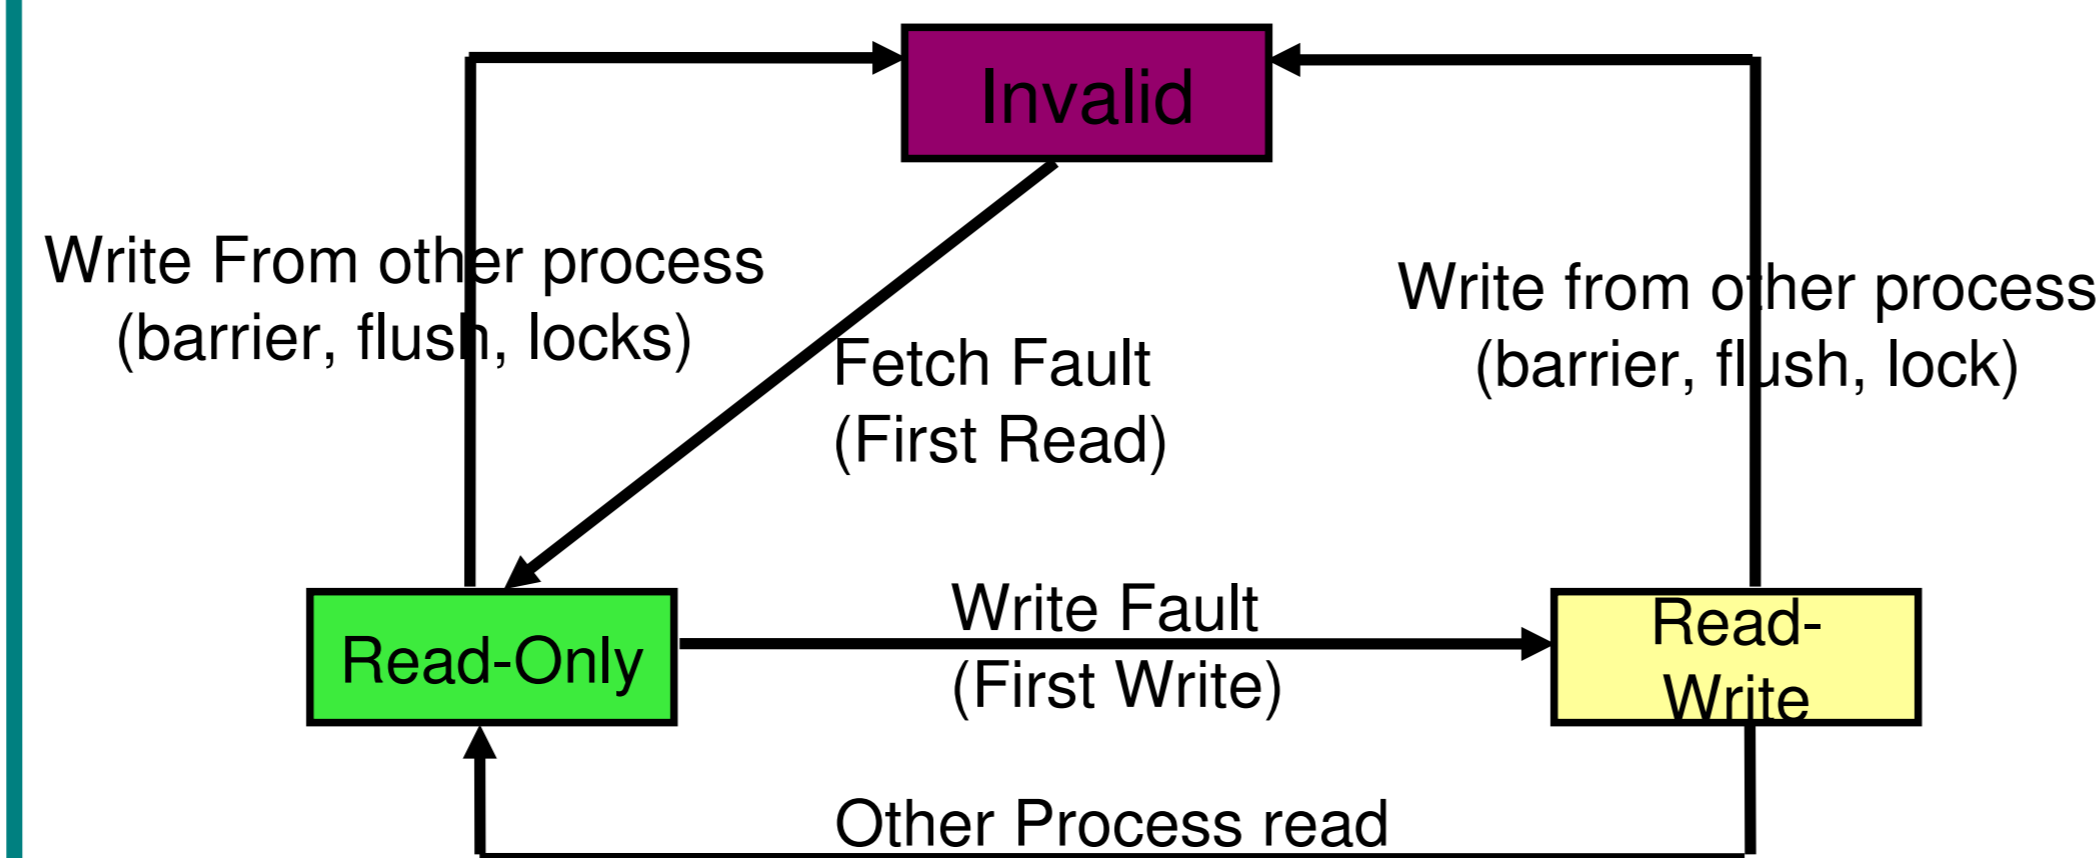 Invalid
Write From other process
(barrier, flush, locks)
Write from other process
(barrier, flush, lock)
Fetch Fault
(First Read)
Write Fault
(First Write)
Read-Only
Read-
Write
Other Process read